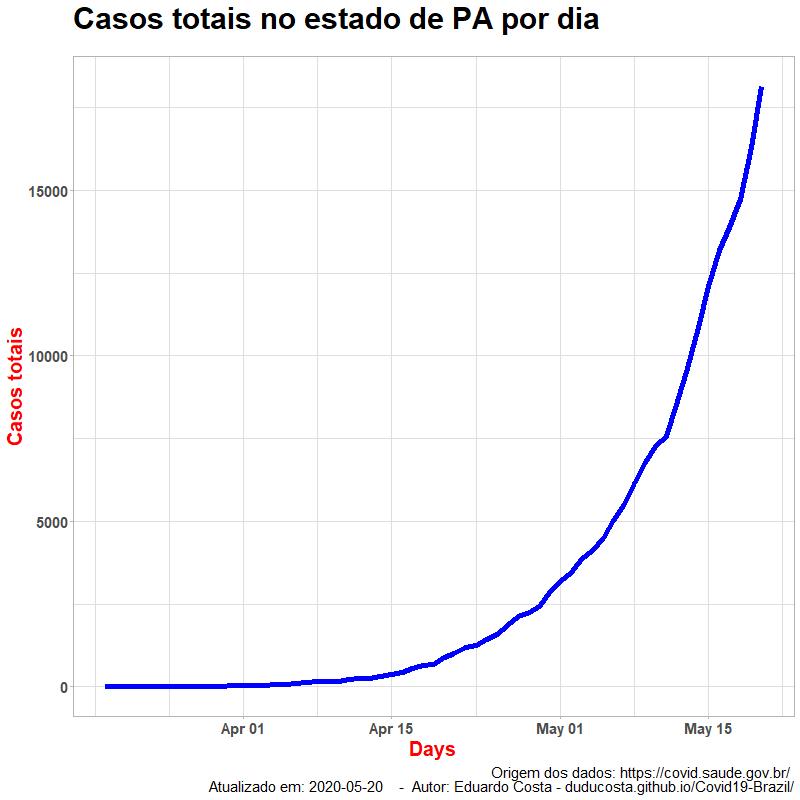 Casos totais no estado de PA por dia
Casos totais
15000
10000
5000
0
Apr 01 Apr 15 May 01 May 15
Days
Origem dos dados: https://covid.saude.gov.br/
Atualizado em: 2020-05-20 - Autor: Eduardo Costa - duducosta.github.io/Covid19-Brazil/